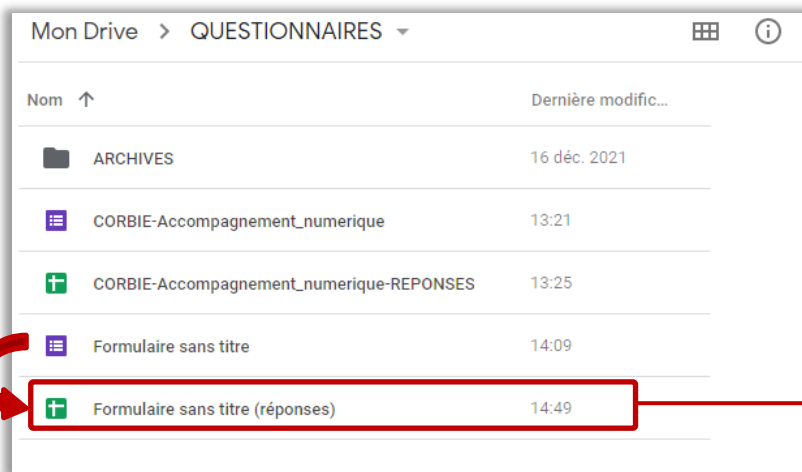 Mon Drive > QUESTIONNAIRES
Nom ↑ Dernière modific...
ARCHIVES 16 déc. 2021
CORBIE-Accompagnement_numerique 13:21
CORBIE-Accompagnement_numerique-REPONSES 13:25
Formulaire sans titre 14:09
Formulaire sans titre (réponses) 14:49